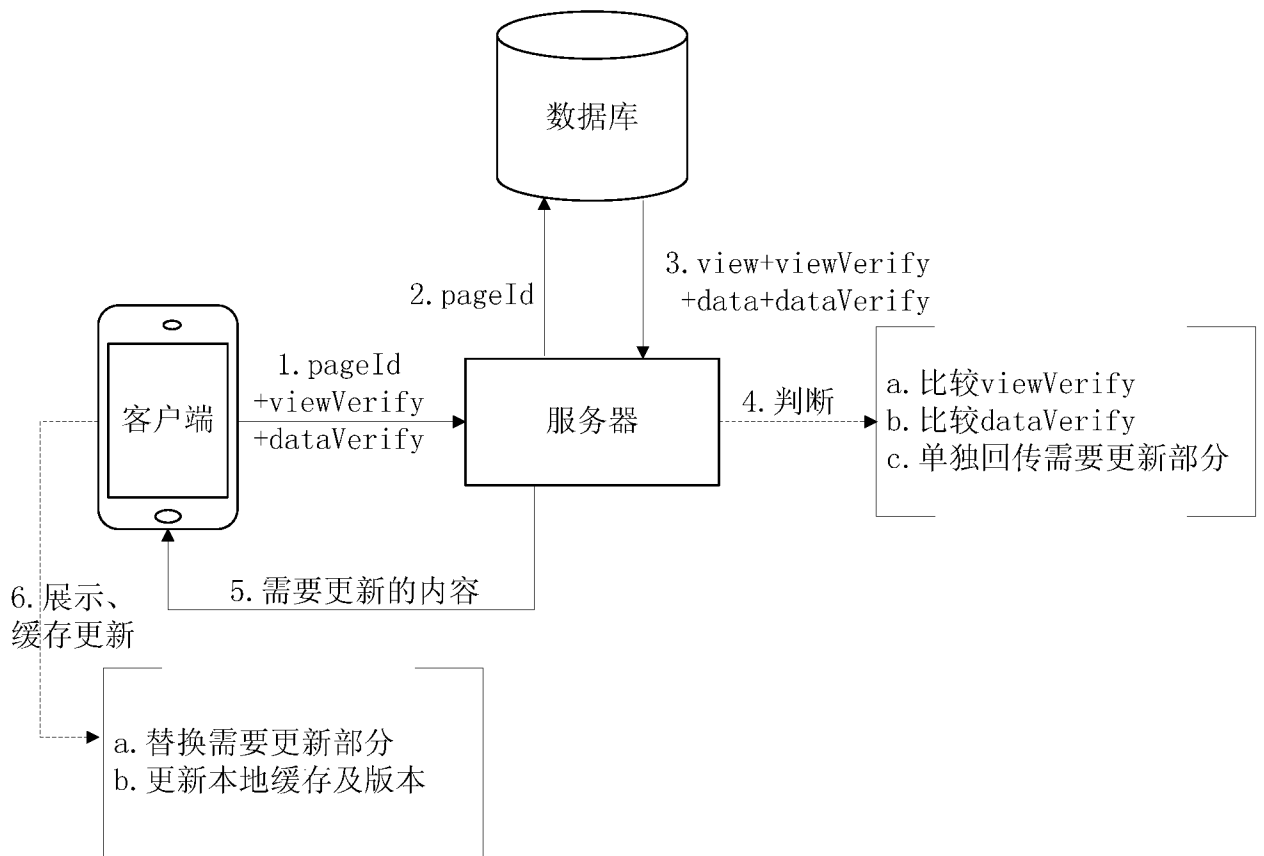 数据库
2.pageId
3.view+viewVerify
+data+dataVerify
客户端
1.pageId
+viewVerify
+dataVerify
服务器
4.判断
a.比较viewVerify
b.比较dataVerify
c.单独回传需要更新部分
5.需要更新的内容
6.展示、
缓存更新
a.替换需要更新部分
b.更新本地缓存及版本